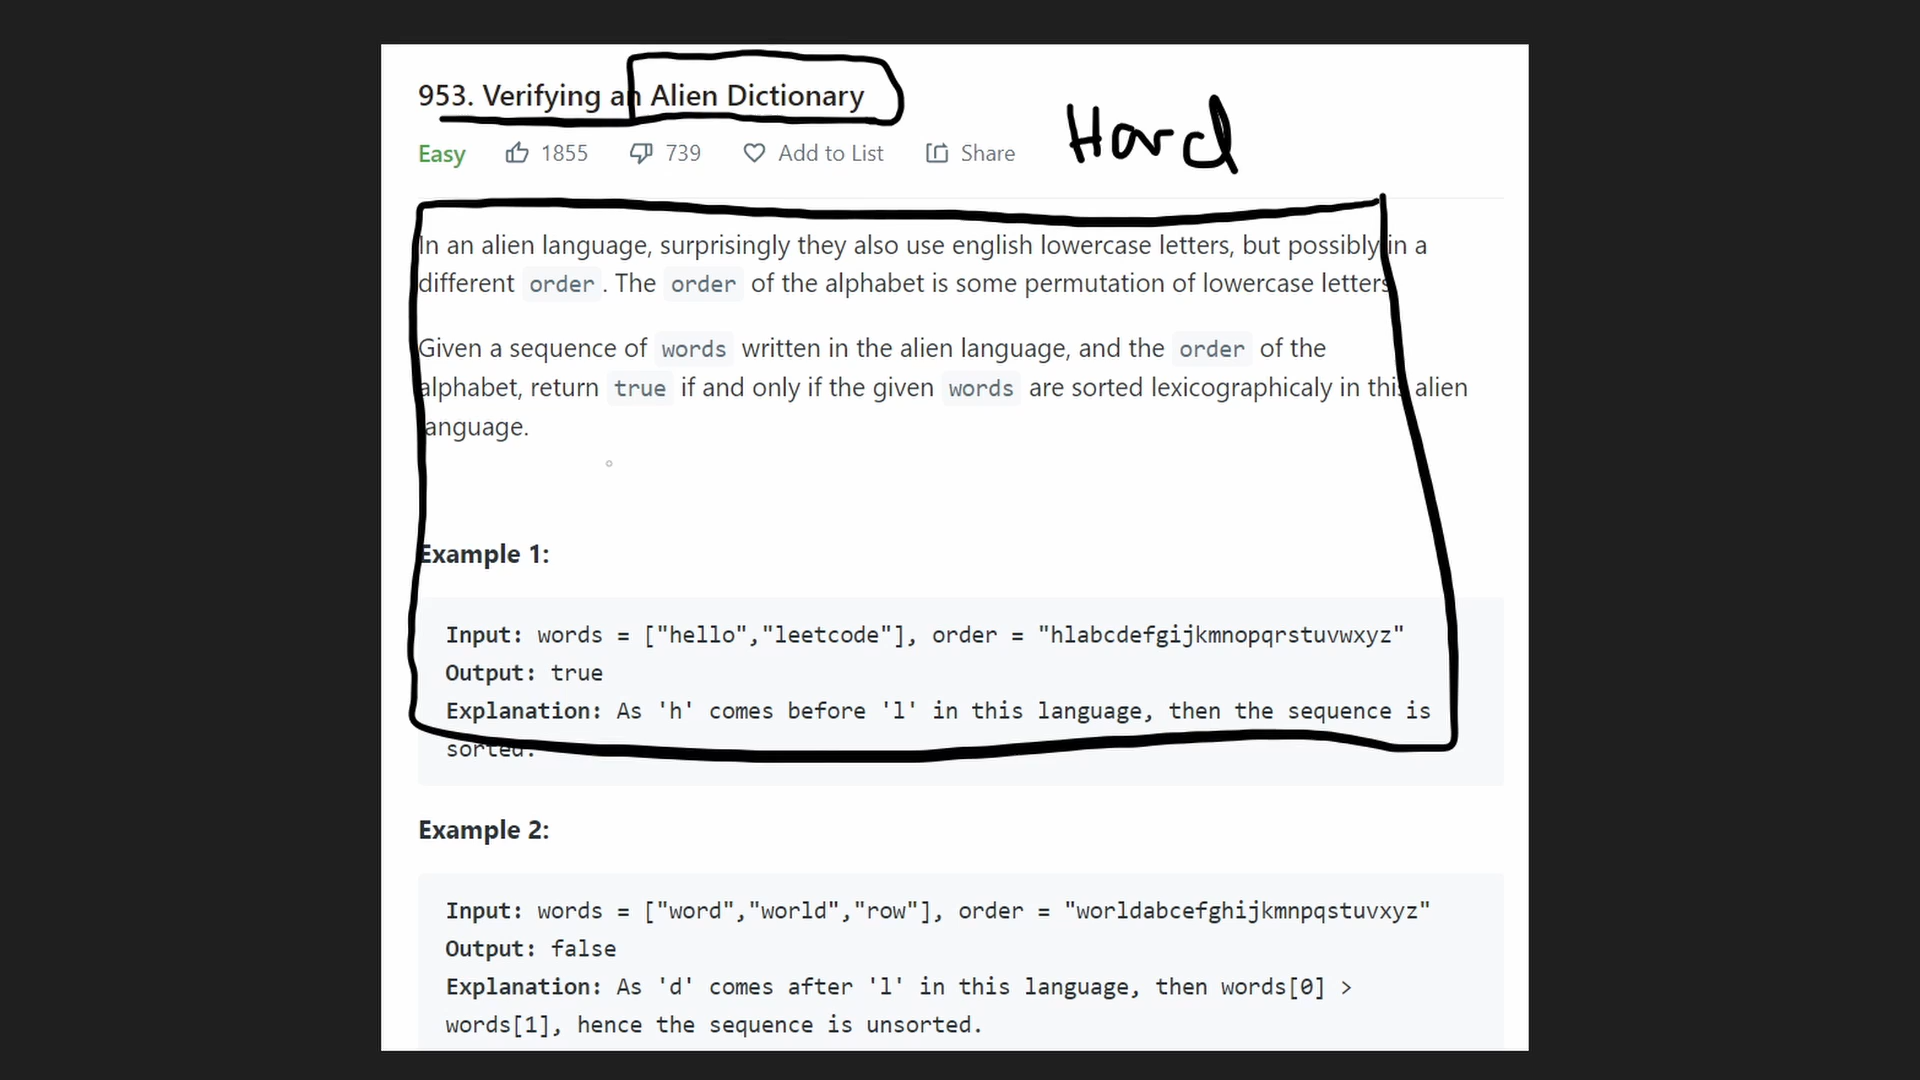 953. Verifying an Alien Dictionary
Hard
Easy 1855 739 Add to List Share
In an alien language, surprisingly they also use english lowercase letters, but possibly in a
different order . The order of the alphabet is some permutation of lowercase letters
Given a sequence of words written in the alien language, and the order of the
alphabet, return true if and only if the given words are sorted lexicographicaly in this alien
language.
Example 1:
Input: words = ["hello","leetcode"], order = "hlabcdefgijkmnopqrstuvwxyz"
Output: true
Explanation: As 'h' comes before 'l' in this language, then the sequence is
sorted.
Example 2:
Input: words = ["word","world","row"], order = "worldabcefghijkmnpqstuvxyz"
Output: false
Explanation: As 'd' comes after 'l' in this language, then words[0] >
words[1], hence the sequence is unsorted.